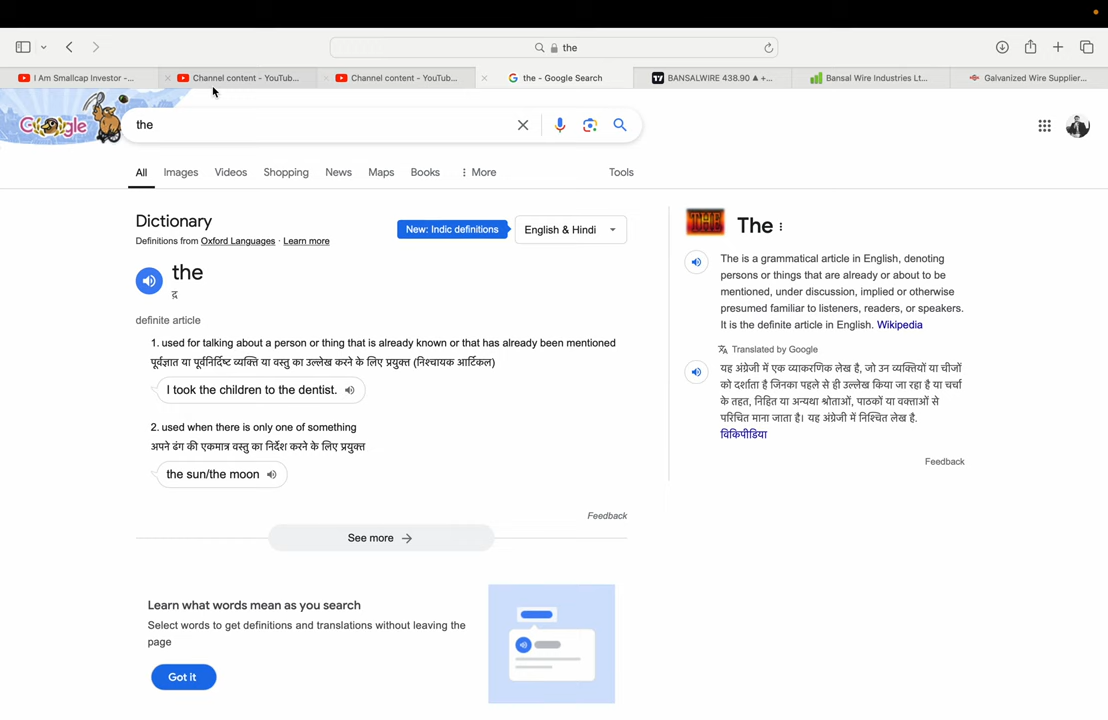 the
I Am Smallcap Investor -...
Channel content - YouTub...
Channel content - YouTub...
the - Google Search
BANSALWIRE 438.90 ▲ +...
Bansal Wire Industries Lt...
Galvanized Wire Supplier...
Google
the
All
Images
Videos
Shopping
News
Maps
Books
More
Tools
Dictionary
Definitions from Oxford Languages · Learn more
New: Indic definitions
English & Hindi
the
द़
definite article
1. used for talking about a person or thing that is already known or that has already been mentioned
पूर्वज्ञात या पूर्वनिर्दिष्ट व्यक्ति या वस्तु का उल्लेख करने के लिए प्रयुक्त (निश्चायक आर्टिकल)
I took the children to the dentist.
2. used when there is only one of something
अपने ढंग की एकमात्र वस्तु का निर्देश करने के लिए प्रयुक्त
the sun/the moon
Feedback
See more
Learn what words mean as you search
Select words to get definitions and translations without leaving the
page
Got it
THE
The
The is a grammatical article in English, denoting
persons or things that are already or about to be
mentioned, under discussion, implied or otherwise
presumed familiar to listeners, readers, or speakers.
It is the definite article in English. Wikipedia
Translated by Google
यह अंग्रेजी में एक व्याकरणिक लेख है, जो उन व्यक्तियों या चीजों
को दर्शाता है जिनका पहले से ही उल्लेख किया जा रहा है या चर्चा
के तहत, निहित या अन्यथा श्रोताओं, पाठकों या वक्ताओं से
परिचित माना जाता है। यह अंग्रेजी में निश्चित लेख है.
विकिपीडिया
Feedback